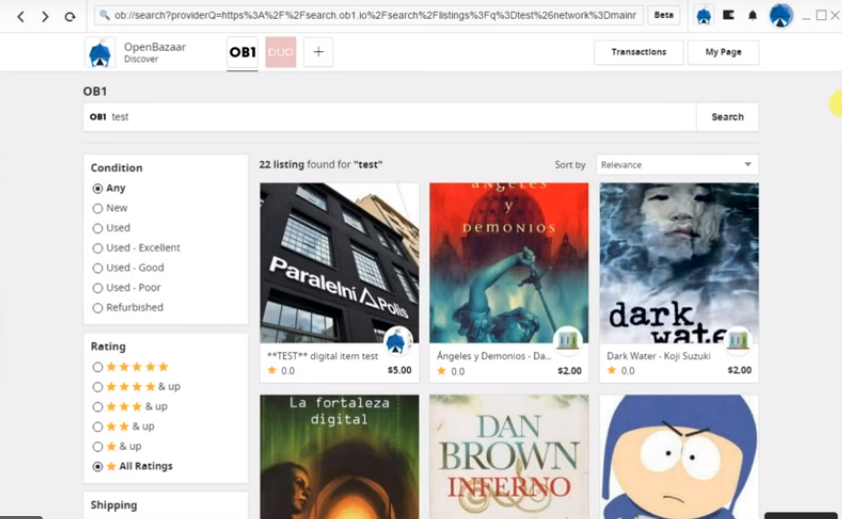 ob://search?providerQ=https%3A%2F%2Fsearch.ob1.io%2Fsearch%2Flistings%3Fq%3Dtest%26network%3Dmainr
Beta
OpenBazaar
Discover
OB1
DUO
+
Transactions
My Page
OB1
OB1 test
Search
Condition
Any
New
Used
Used - Excellent
Used - Good
Used - Poor
Refurbished
Rating
& up
& up
& up
& up
All Ratings
Shipping
22 listing found for "test"
Sort by
Relevance
Paralelní Polis
**TEST** digital item test
0.0
$5.00
ángeles
y
DEMONIOS
Ángeles y Demonios - Da...
0.0
$2.00
dark
wate
Dark Water - Koji Suzuki
0.0
$2.00
La fortaleza
digital
DAN
BROWN
INFERNO